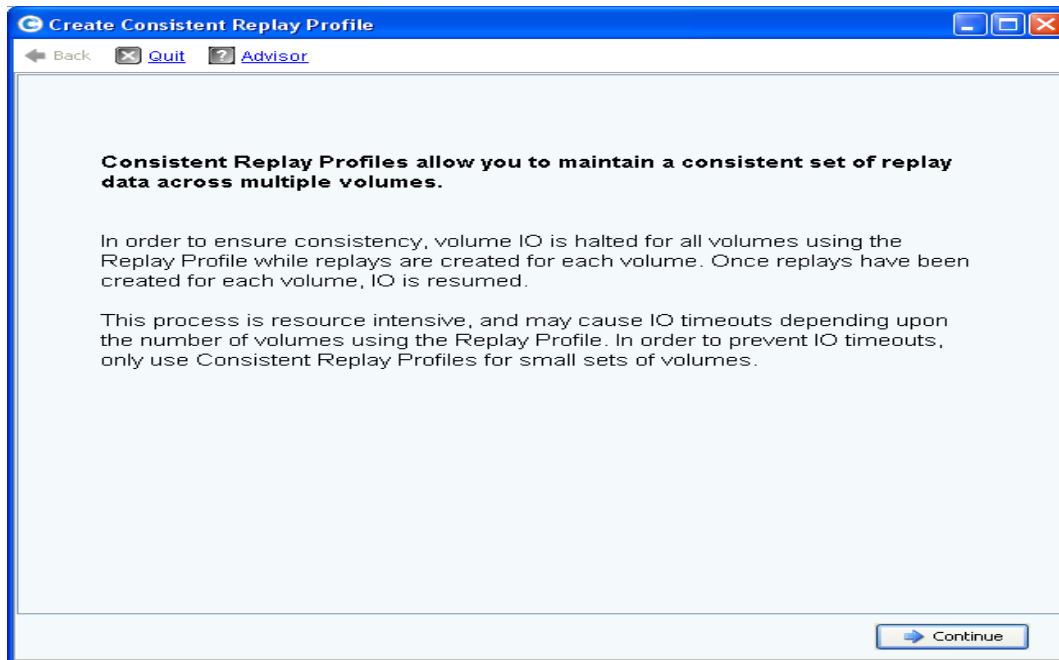 Create Consistent Replay Profile
Back Quit Advisor
Consistent Replay Profiles allow you to maintain a consistent set of replay
data across multiple volumes.
In order to ensure consistency, volume IO is halted for all volumes using the
Replay Profile while replays are created for each volume. Once replays have been
created for each volume, IO is resumed.
This process is resource intensive, and may cause IO timeouts depending upon
the number of volumes using the Replay Profile. In order to prevent IO timeouts,
only use Consistent Replay Profiles for small sets of volumes.
Continue